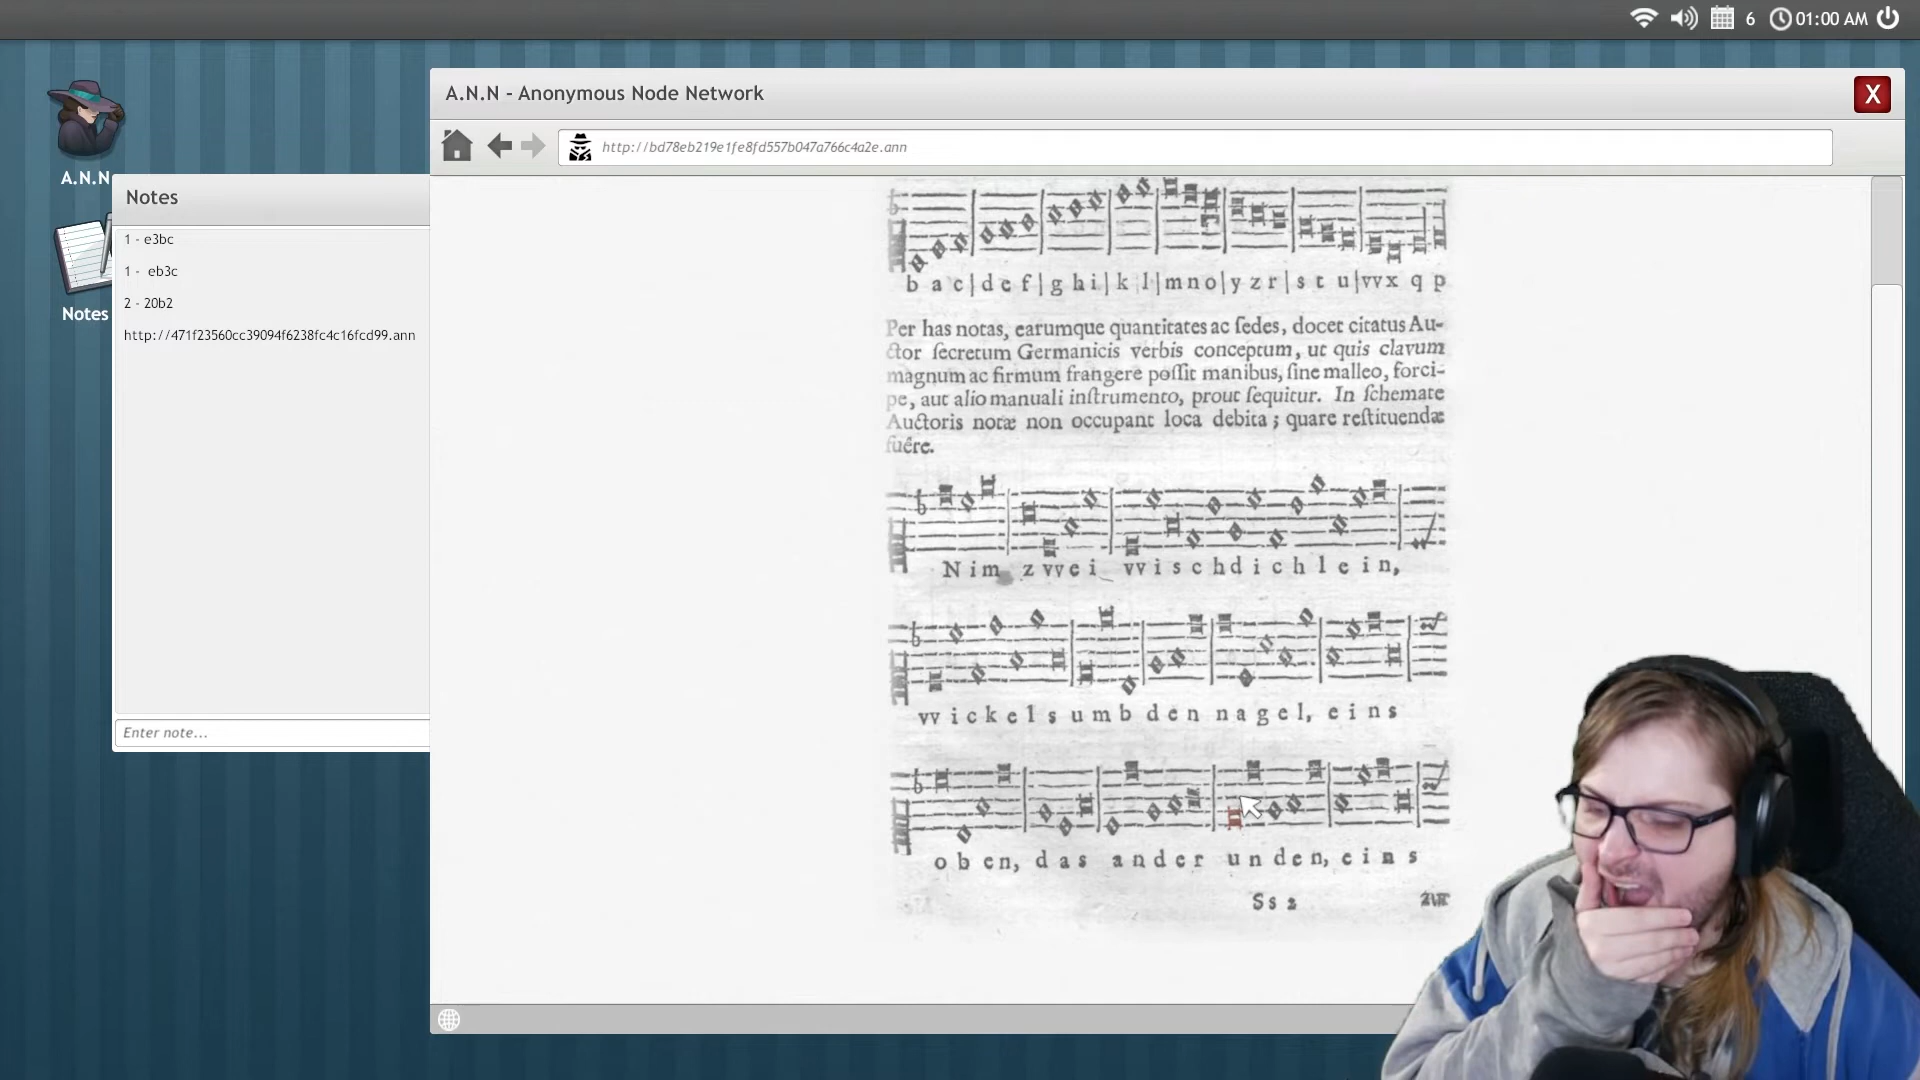 6 01:00 AM
A.N.N
Notes
A.N.N - Anonymous Node Network
http://bd78eb219e1fe8fd557b047a766c4a2e.ann
Notes
1 - e3bc
1 - eb3c
2 - 20b2
http://471f23560cc39094f6238fc4c16fcd99.ann
Enter note...
b a c|d e f|g h i|k l|m n o|y z r|s t u|vvx q p
Per has notas, earumque quantitates ac ſedes, docet citatus Au-
ctor ſecretum Germanicis verbis conceptum, ut quis clavum
magnum ac firmum frangere poſſit manibus, ſine malleo, forci-
pe, aut alio manuali inſtrumento, prout ſequitur. In ſchemate
Auctoris notæ non occupant loca debita; quare reſtituendæ
fuêre.
Nim zvvei vvischdichlein,
vvickels umb den nagel, eins
oben, das ander unden, eins
Ss 2
zur
X